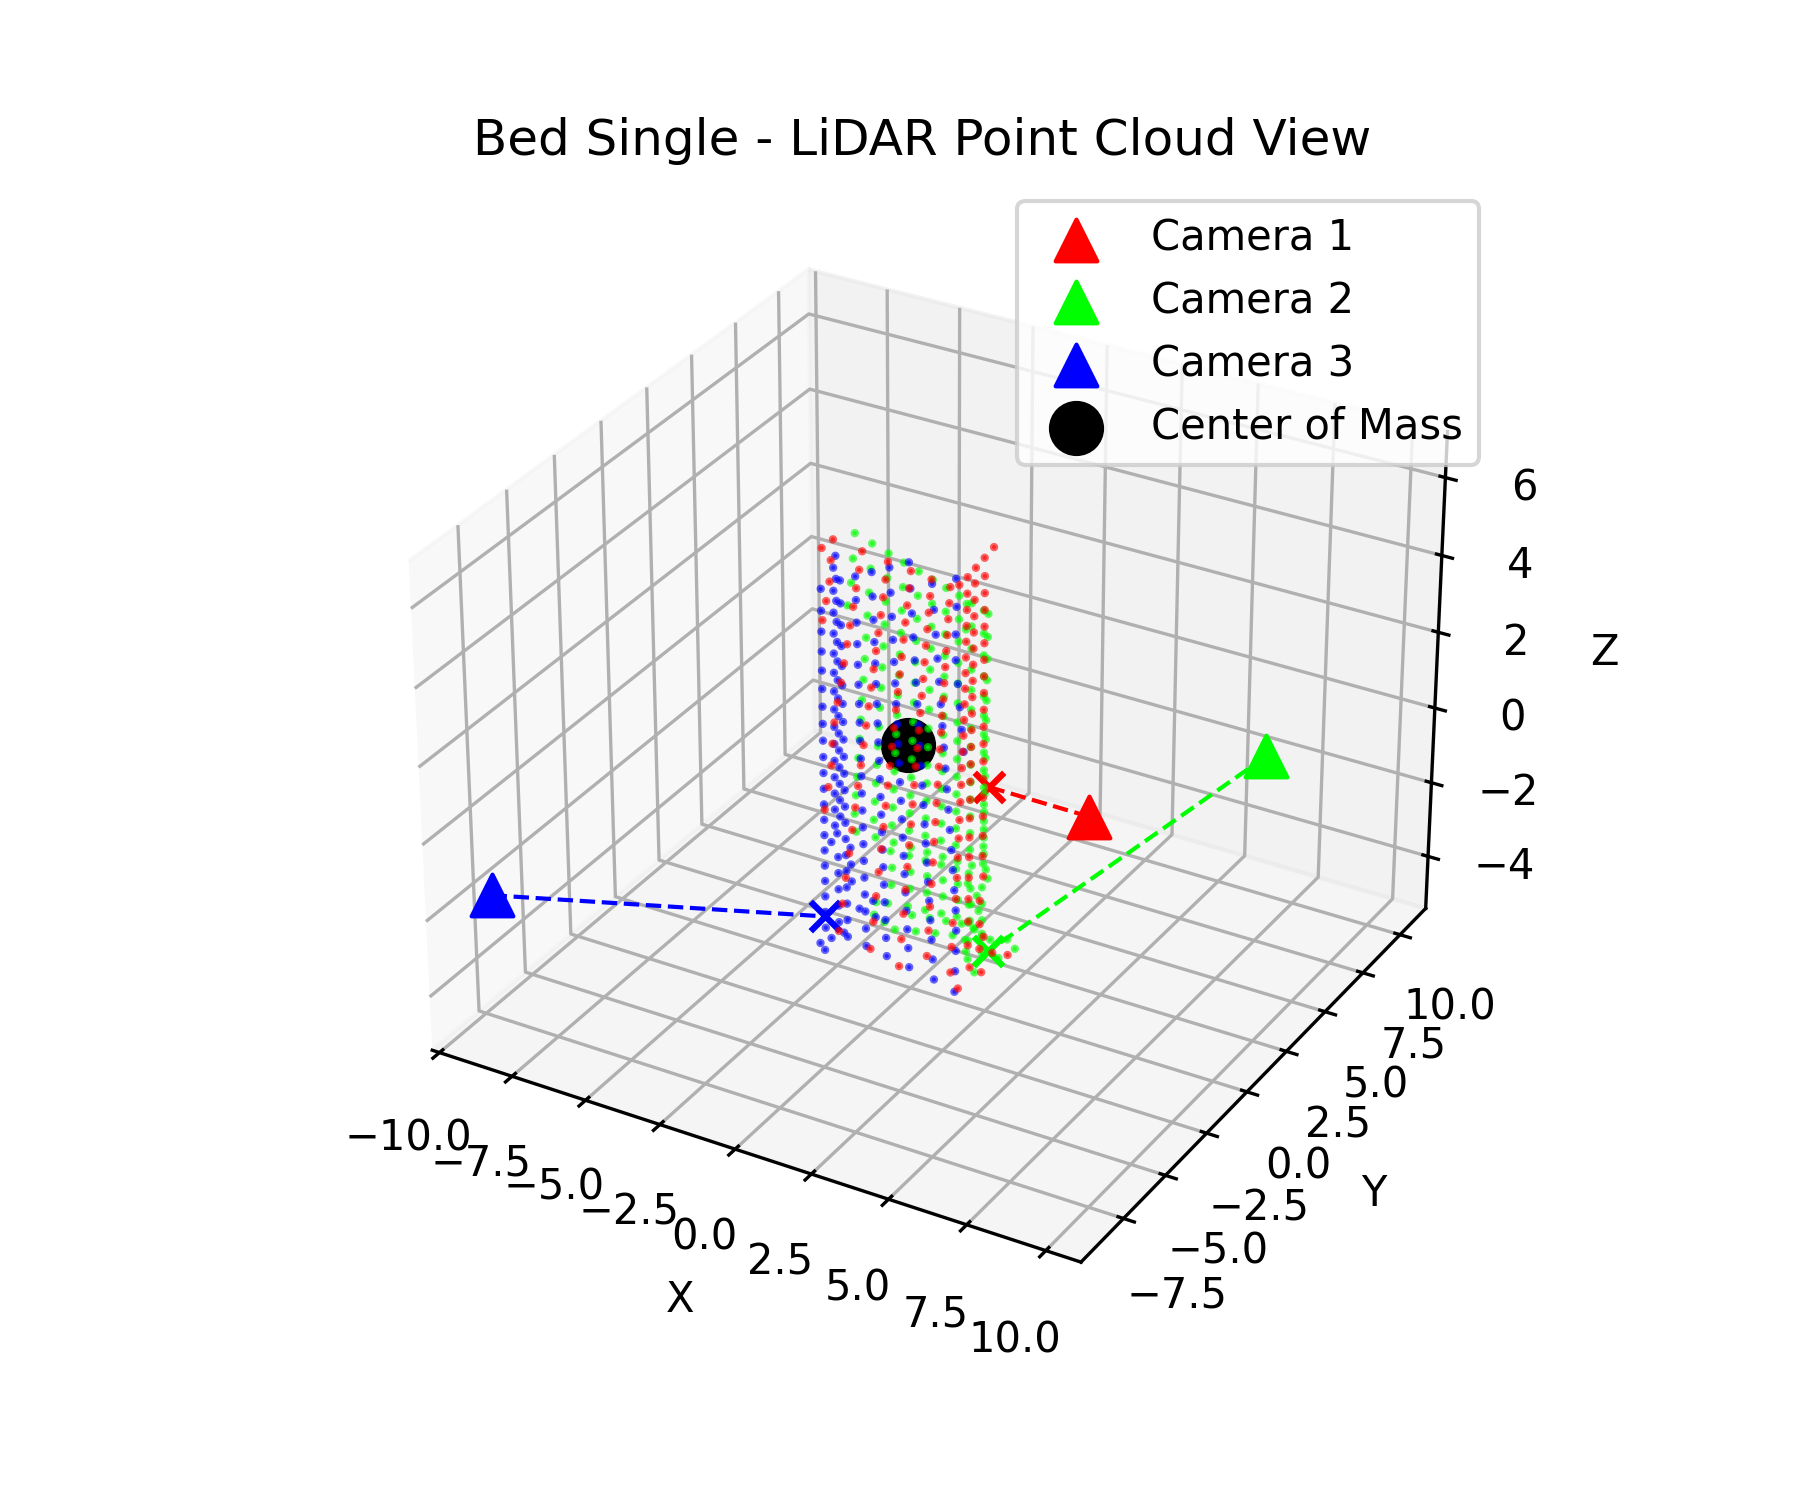 Bed Single - LiDAR Point Cloud View
Camera 1
Camera 2
Camera 3
Center of Mass
6
4
2
0
−2
−4
Z
10.0
7.5
5.0
2.5
0.0
−2.5
−5.0
−7.5
Y
−10.0
−7.5
−5.0
−2.5
0.0
2.5
5.0
7.5
10.0
X